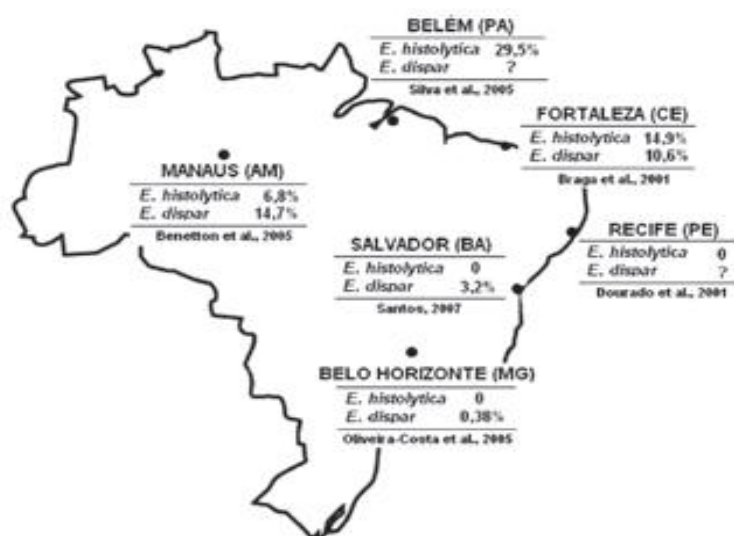 BELÉM (PA)
E. histolytica 29,5%
E. dispar ?
Silva et al., 2005
FORTALEZA (CE)
E. histolytica 14,9%
E. dispar 10,6%
Braga et al., 2001
MANAUS (AM)
E. histolytica 6,8%
E. dispar 14,7%
Benetton et al., 2005
RECIFE (PE)
E. histolytica 0
E. dispar ?
Dourado et al., 2001
SALVADOR (BA)
E. histolytica 0
E. dispar 3,2%
Santos, 2007
BELO HORIZONTE (MG)
E. histolytica 0
E. dispar 0,38%
Oliveira-Costa et al., 2005